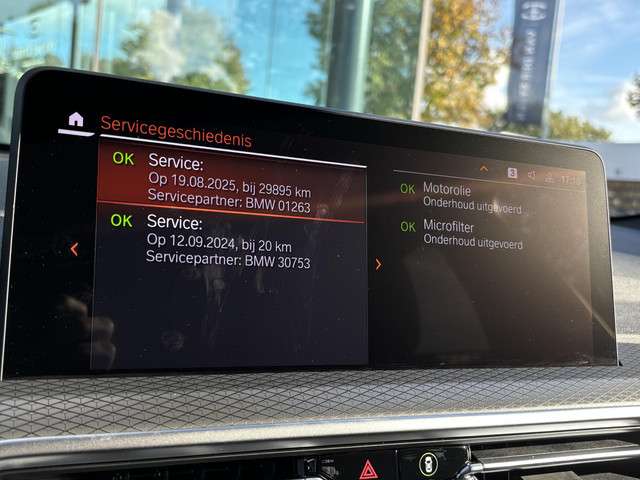 Servicegeschiedenis
3
OK Service:
Op 19.08.2025, bij 29895 km
Servicepartner: BMW 01263
OK Service:
Op 12.09.2024, bij 20 km
Servicepartner: BMW 30753
OK Motorolie
Onderhoud uitgevoerd
OK Microfilter
Onderhoud uitgevoerd